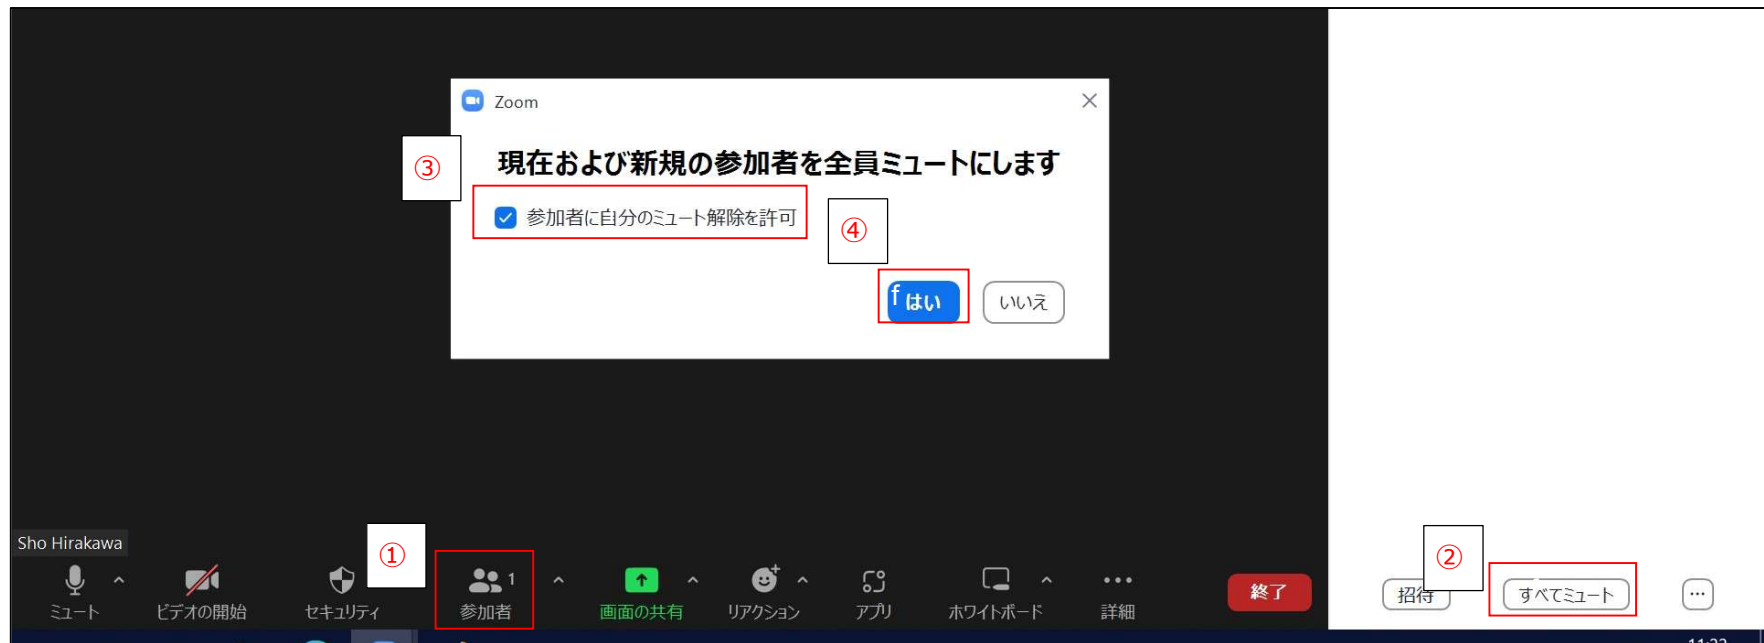 Zoom
③
現在および新規の参加者を全員ミュートにします
参加者に自分のミュート解除を許可
④
f はい
いいえ
Sho Hirakawa
①
②
1
ミュート
ビデオの開始
セキュリティ
参加者
画面の共有
リアクション
アプリ
ホワイトボード
詳細
終了
招待
すべてミュート